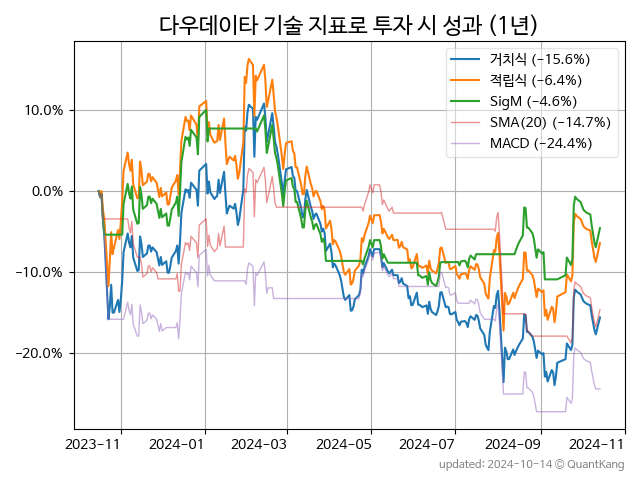 다우데이타 기술 지표로 투자 시 성과 (1년)
거치식 (−15.6%)
적립식 (−6.4%)
SigM (−4.6%)
SMA(20) (−14.7%)
MACD (−24.4%)
10.0%
0.0%
−10.0%
−20.0%
2023-11 2024-01 2024-03 2024-05 2024-07 2024-09 2024-11
updated: 2024-10-14 © QuantKang